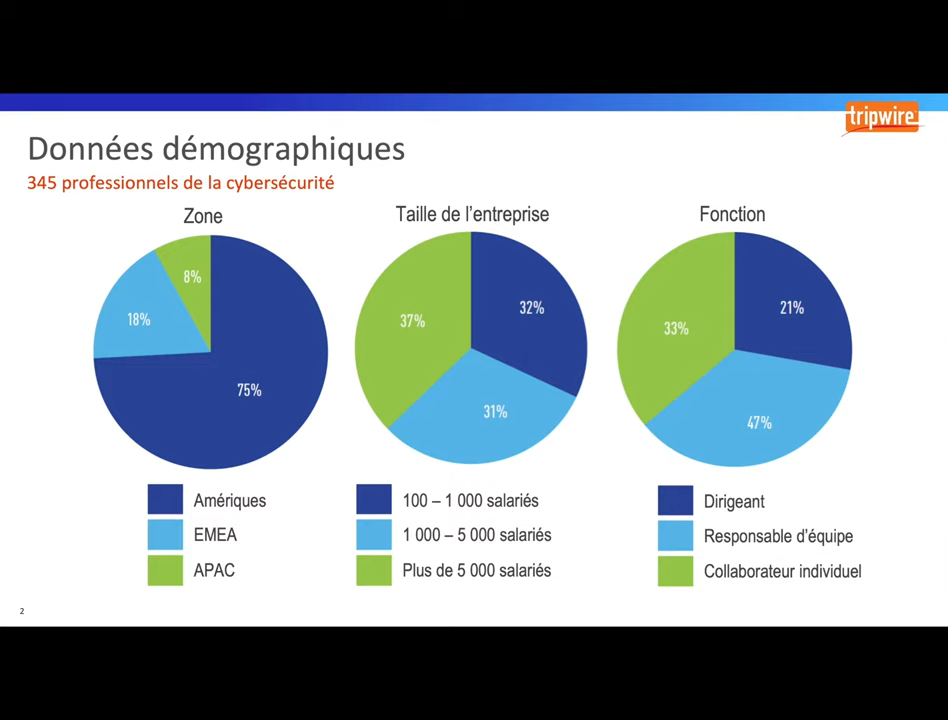 tripwire
Données démographiques
345 professionnels de la cybersécurité
Zone
8%
18%
75%
Amériques
EMEA
APAC
Taille de l'entreprise
32%
37%
31%
100 – 1 000 salariés
1 000 – 5 000 salariés
Plus de 5 000 salariés
Fonction
21%
33%
47%
Dirigeant
Responsable d'équipe
Collaborateur individuel
2